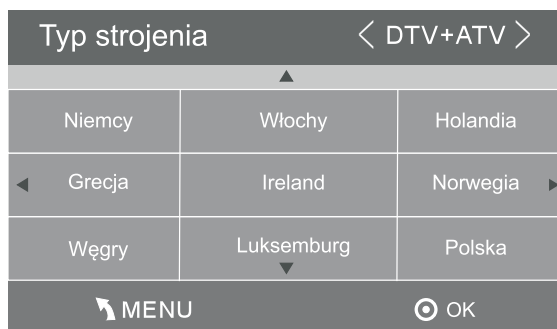 Typ strojenia < DTV+ATV >
Niemcy Włochy Holandia
Grecja Ireland Norwegia
Węgry Luksemburg Polska
MENU OK